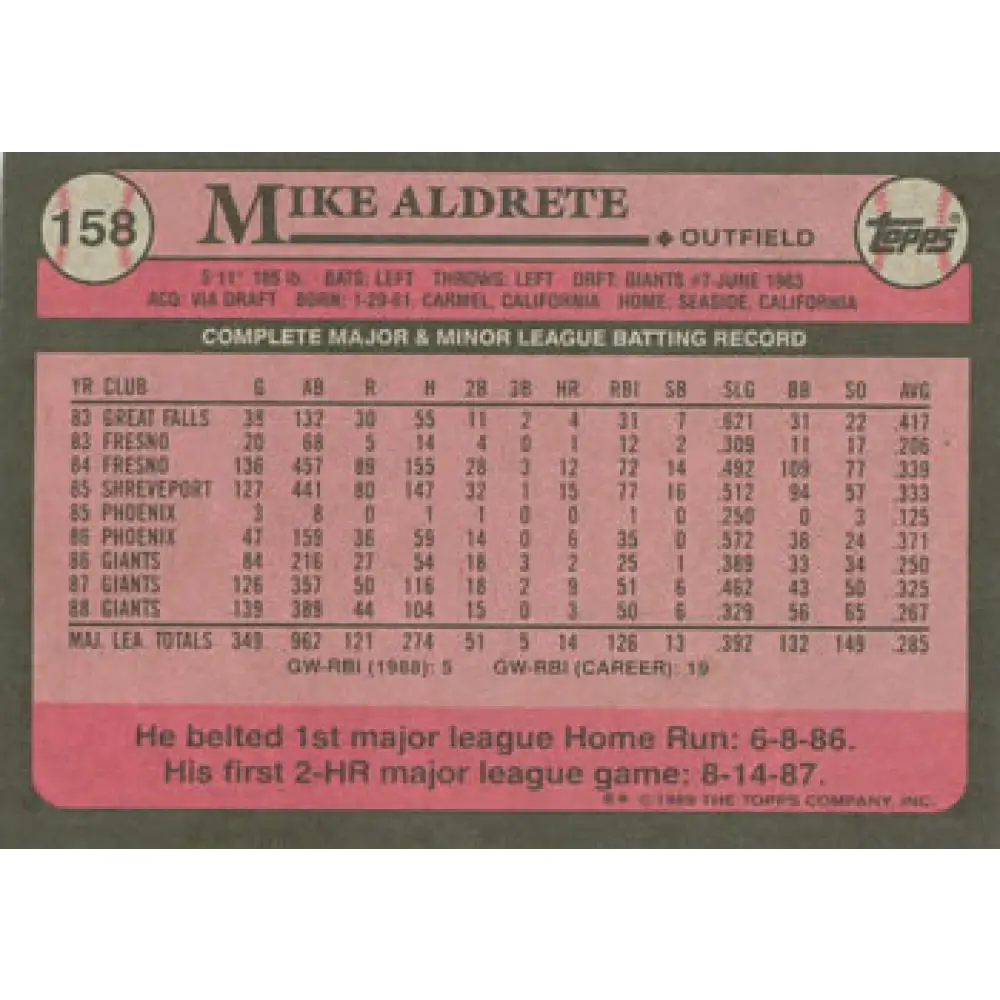 158
MIKE ALDRETE
OUTFIELD
TOPPS®
5'11" 185 lb. BATS: LEFT THROWS: LEFT DRFT: GIANTS #7-JUNE 1983
ACQ: VIA DRAFT BORN: 1-29-61, CARMEL, CALIFORNIA HOME: SEASIDE, CALIFORNIA
COMPLETE MAJOR & MINOR LEAGUE BATTING RECORD
YR CLUB G AB R H 2B 3B HR RBI SB SLG BB SO AVG
83 GREAT FALLS 38 132 30 55 11 2 4 31 7 .621 31 22 .417
83 FRESNO 20 68 5 14 4 0 1 12 2 .309 11 17 .206
84 FRESNO 136 457 89 155 28 3 12 72 14 .492 109 77 .339
85 SHREVEPORT 127 441 80 147 32 1 15 77 16 .512 94 57 .333
85 PHOENIX 3 8 0 1 1 0 0 1 0 .250 0 3 .125
86 PHOENIX 47 159 36 59 14 0 6 35 0 .572 38 24 .371
86 GIANTS 84 216 27 54 18 3 2 25 1 .389 33 34 .250
87 GIANTS 126 357 50 116 18 2 9 51 6 .462 43 50 .325
88 GIANTS 139 389 44 104 15 0 3 50 6 .329 56 65 .267
MAJ. LEA. TOTALS 349 962 121 274 51 5 14 126 13 .392 132 149 .285
GW-RBI (1988): 5 GW-RBI (CAREER): 19
He belted 1st major league Home Run: 6-8-86.
His first 2-HR major league game: 8-14-87.
©1989 THE TOPPS COMPANY, INC.